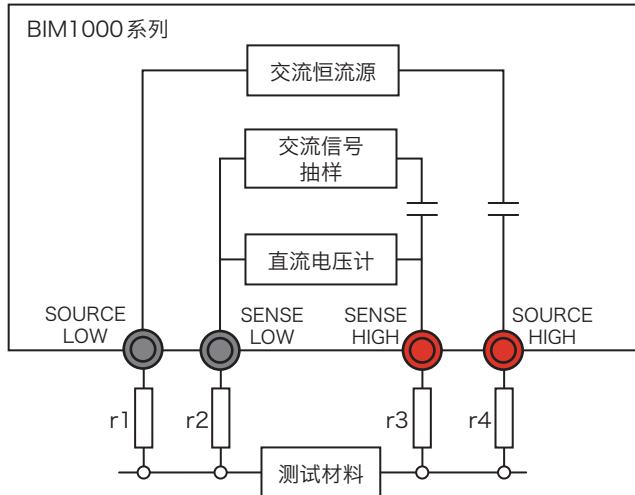 BIM1000系列
交流恒流源
交流信号
抽样
直流电压计
SOURCE
LOW
SENSE
LOW
SENSE
HIGH
SOURCE
HIGH
r1
r2
r3
r4
测试材料